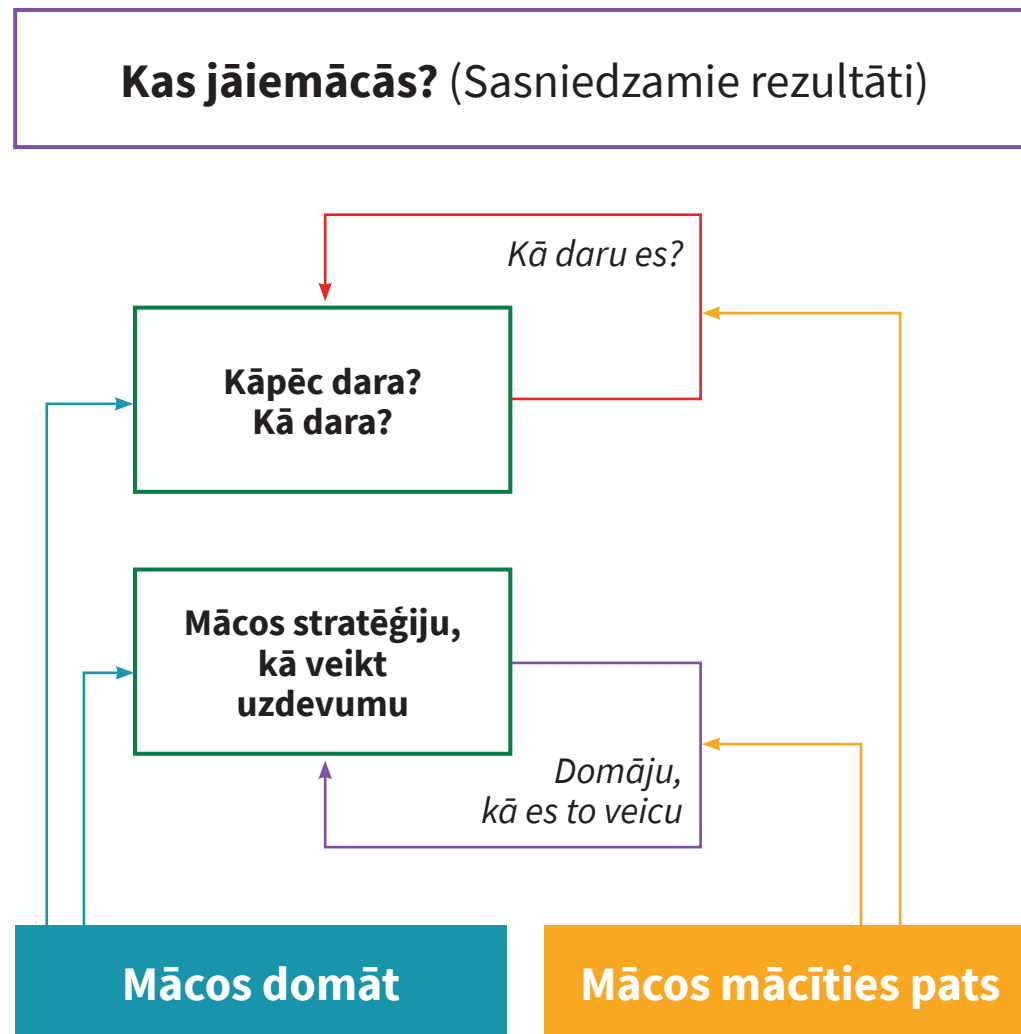 Kas jāiemācās? (Sasniedzamie rezultāti)
Kā daru es?
Kāpēc dara?
Kā dara?
Mācos stratēģiju,
kā veikt
uzdevumu
Domāju,
kā es to veicu
Mācos domāt
Mācos mācīties pats